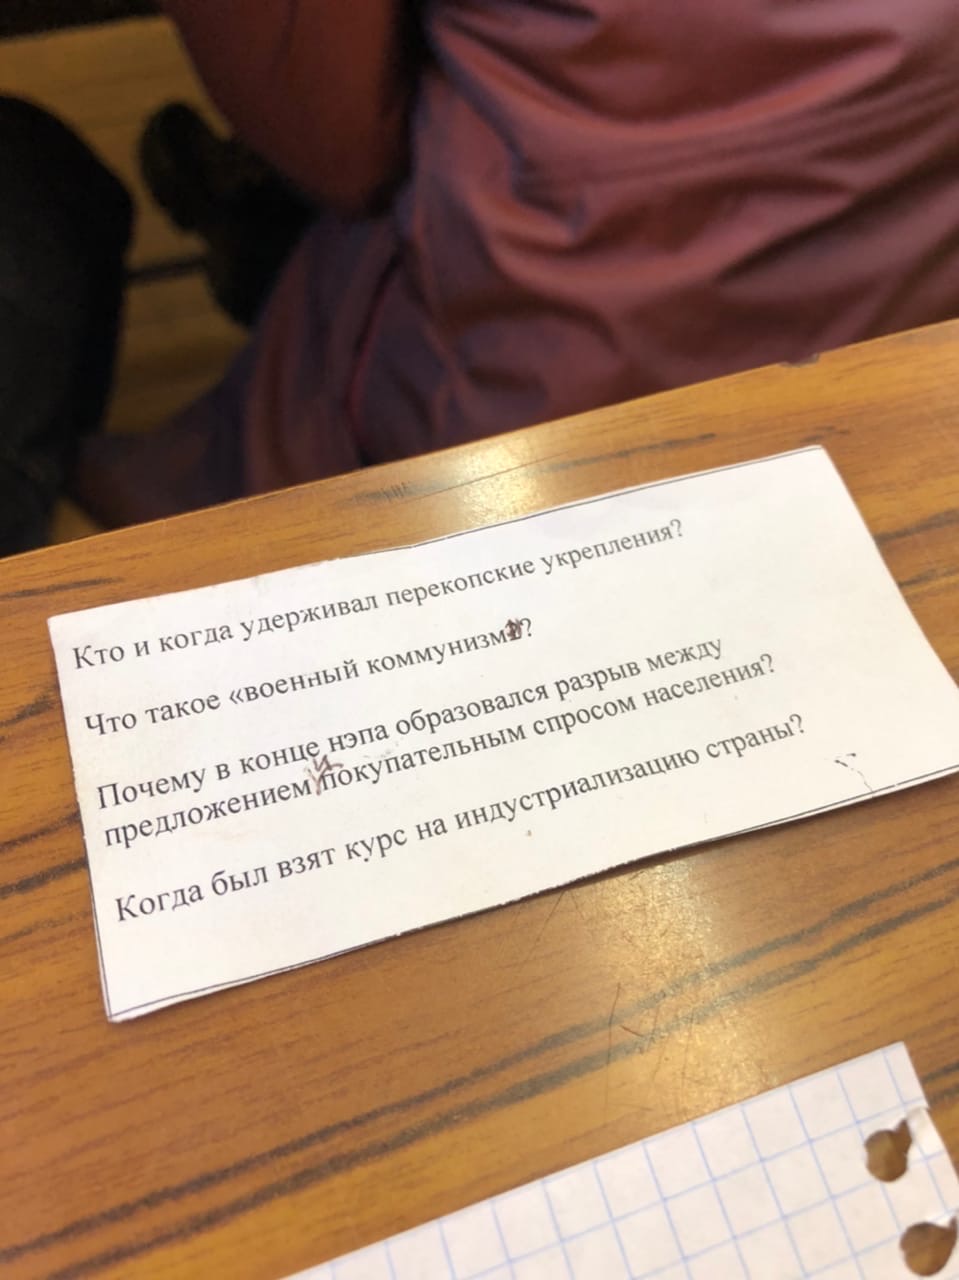 Кто и когда удерживал перекопские укрепления?
Что такое «военный коммунизм»?
Почему в конце нэпа образовался разрыв между
предложением и покупательным спросом населения?
Когда был взят курс на индустриализацию страны?